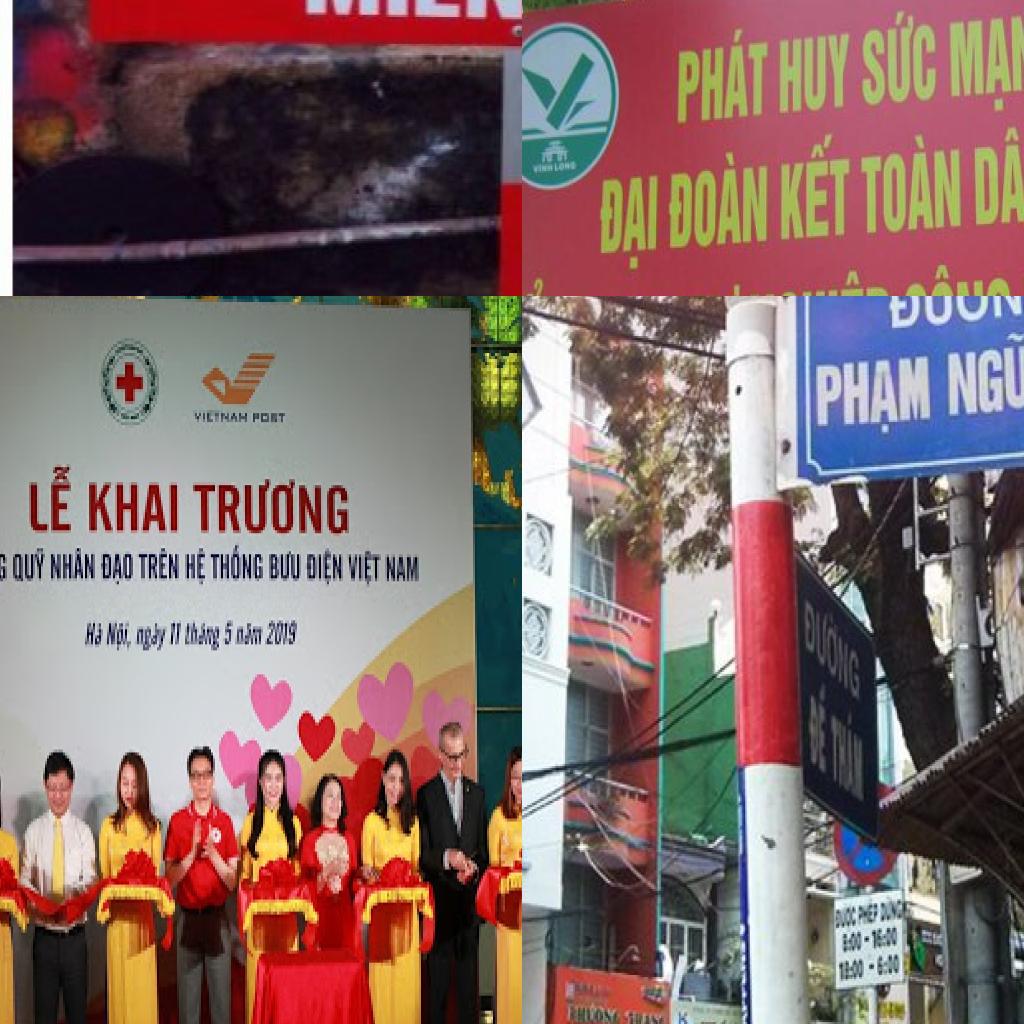 MIEN
PHÁT HUY SỨC MẠN
VĨNH LONG
ĐẠI ĐOÀN KẾT TOÀN DÂ
VIETNAM POST
LỄ KHAI TRƯƠNG
G QUỸ NHÂN ĐẠO TRÊN HỆ THỐNG BƯU ĐIỆN VIỆT NAM
Hà Nội, ngày 11 tháng 5 năm 2019
ĐƯỜN
PHẠM NGŨ
ĐƯỜNG
ĐỀ THÁM
ĐƯỢC PHÉP DỪNG
6:00 - 16:00
18:00 - 6:00